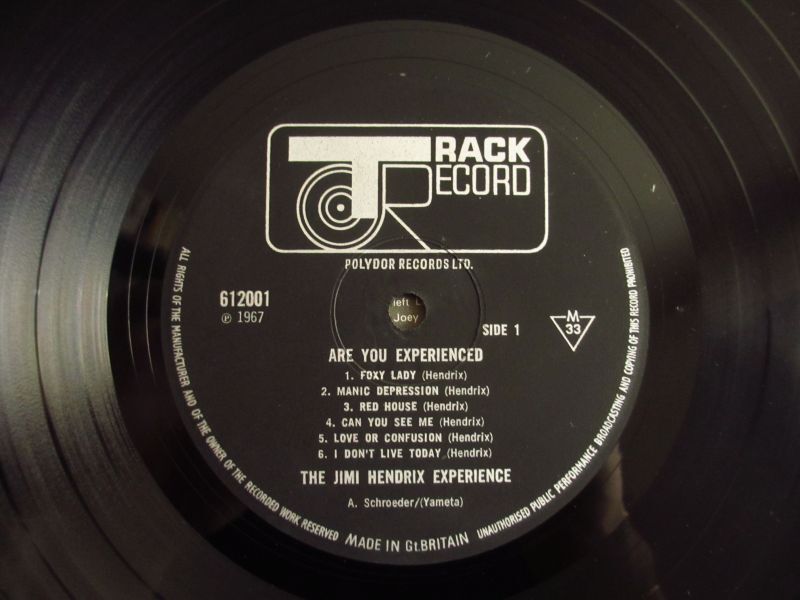 TRACK
RECORD
POLYDOR RECORDS LTD.
612001
℗ 1967
left
Joey
SIDE 1
M
33
ARE YOU EXPERIENCED
1. FOXY LADY (Hendrix)
2. MANIC DEPRESSION (Hendrix)
3. RED HOUSE (Hendrix)
4. CAN YOU SEE ME (Hendrix)
5. LOVE OR CONFUSION (Hendrix)
6. I DON'T LIVE TODAY (Hendrix)
THE JIMI HENDRIX EXPERIENCE
A. Schroeder/(Yameta)
ALL RIGHTS OF THE MANUFACTURER AND OF THE OWNER OF THE RECORDED WORK RESERVED
MADE IN Gt.BRITAIN
UNAUTHORISED PUBLIC PERFORMANCE BROADCASTING AND COPYING OF THIS RECORD PROHIBITED